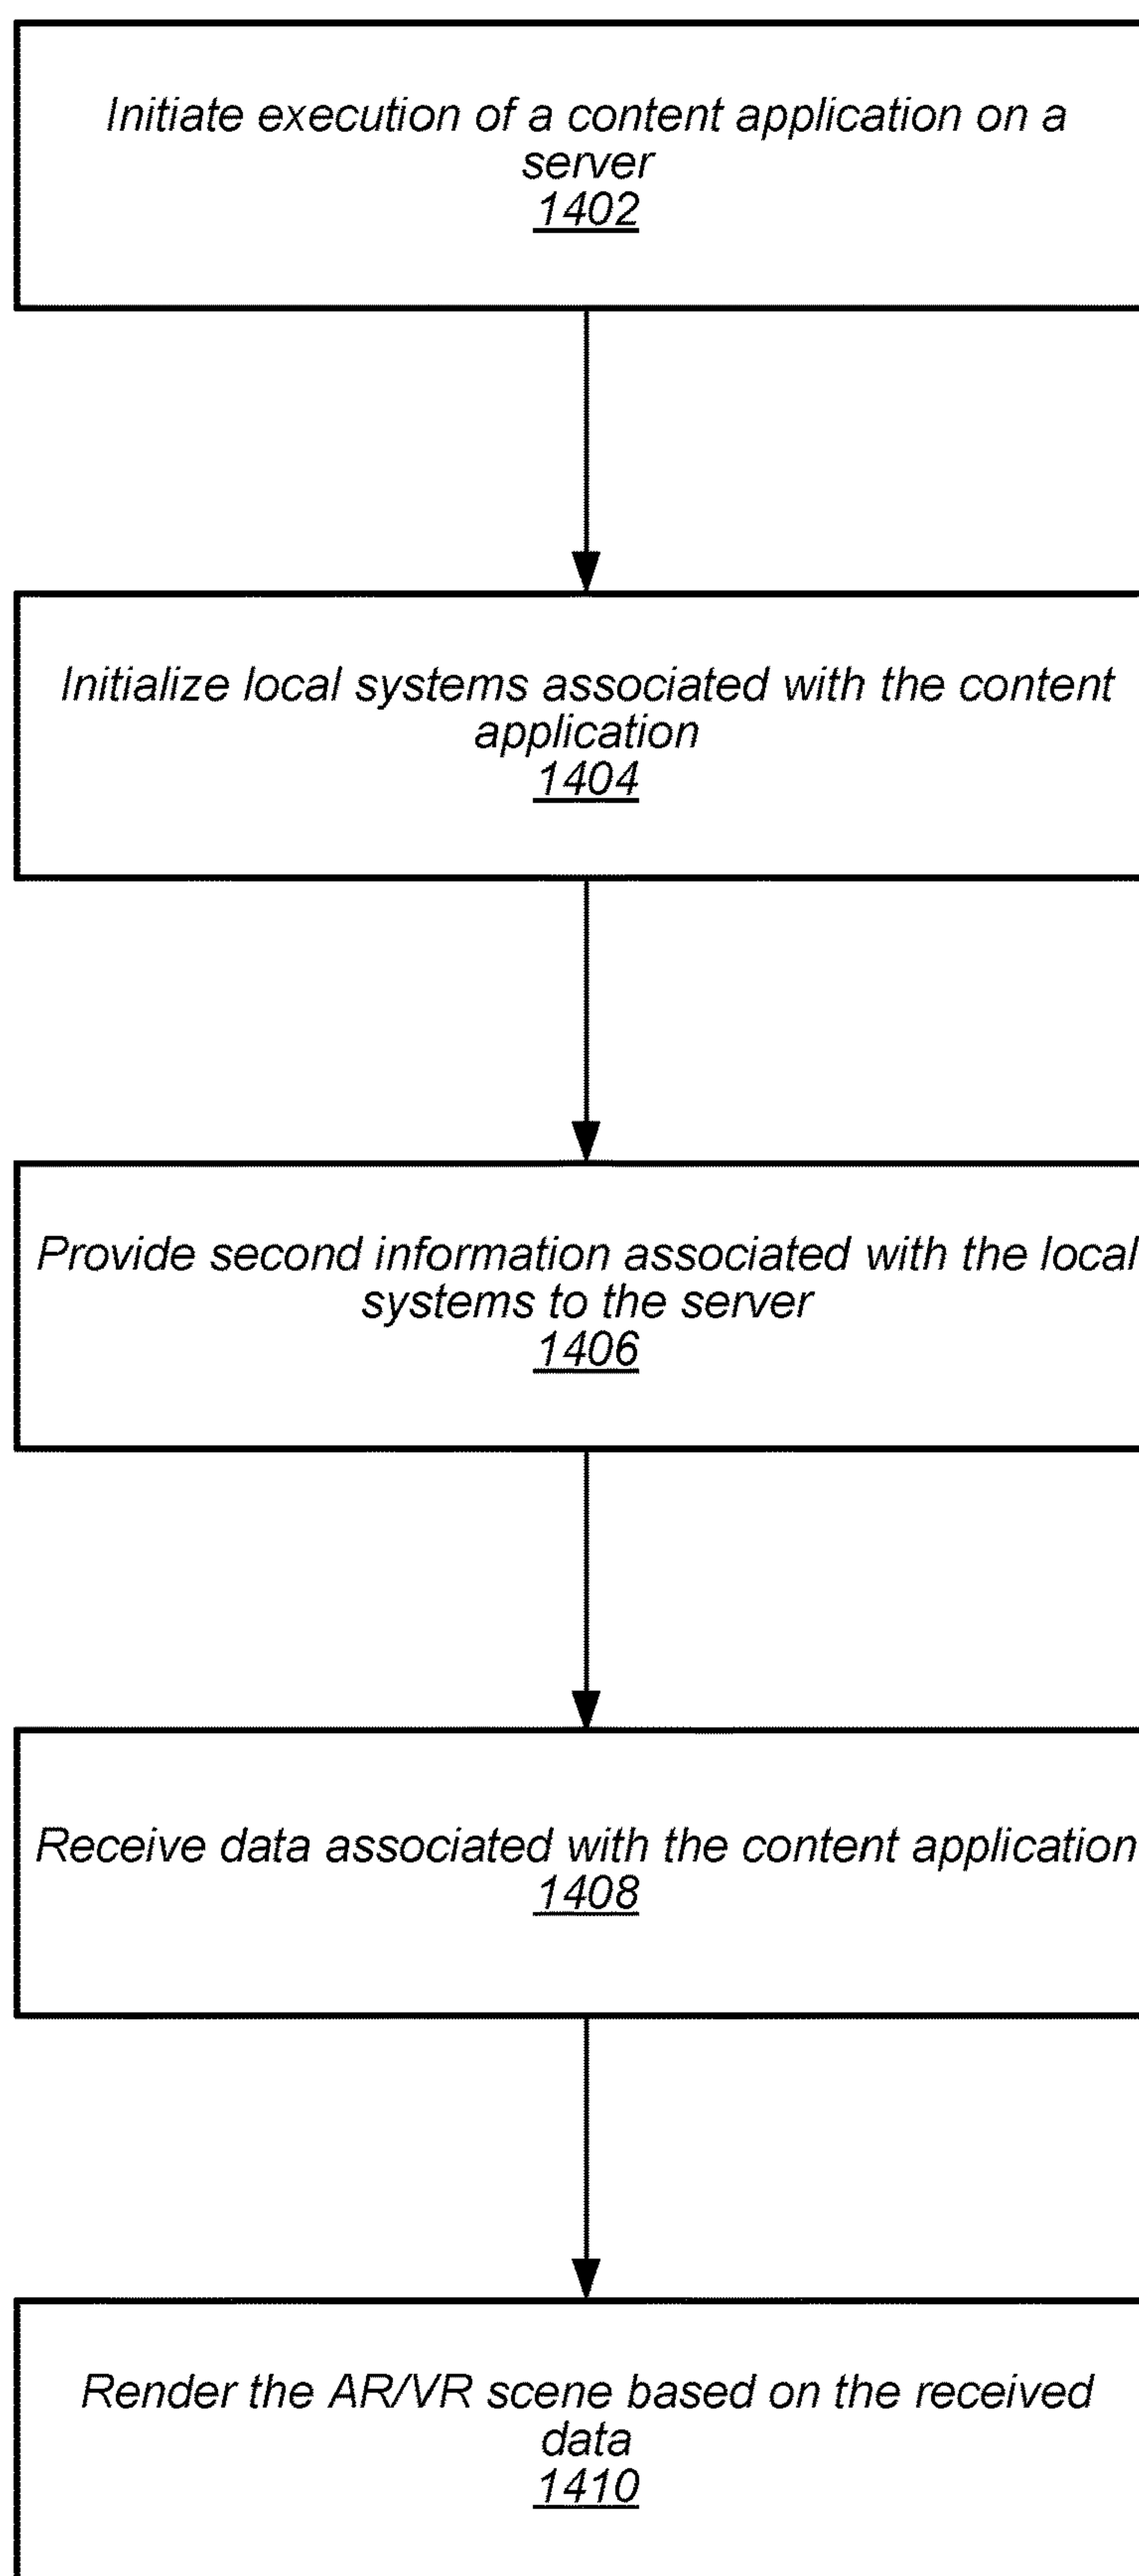 Initiate execution of a content application on a
server
1402
Initialize local systems associated with the content
application
1404
Provide second information associated with the local
systems to the server
1406
Receive data associated with the content application
1408
Render the AR/VR scene based on the received
data
1410